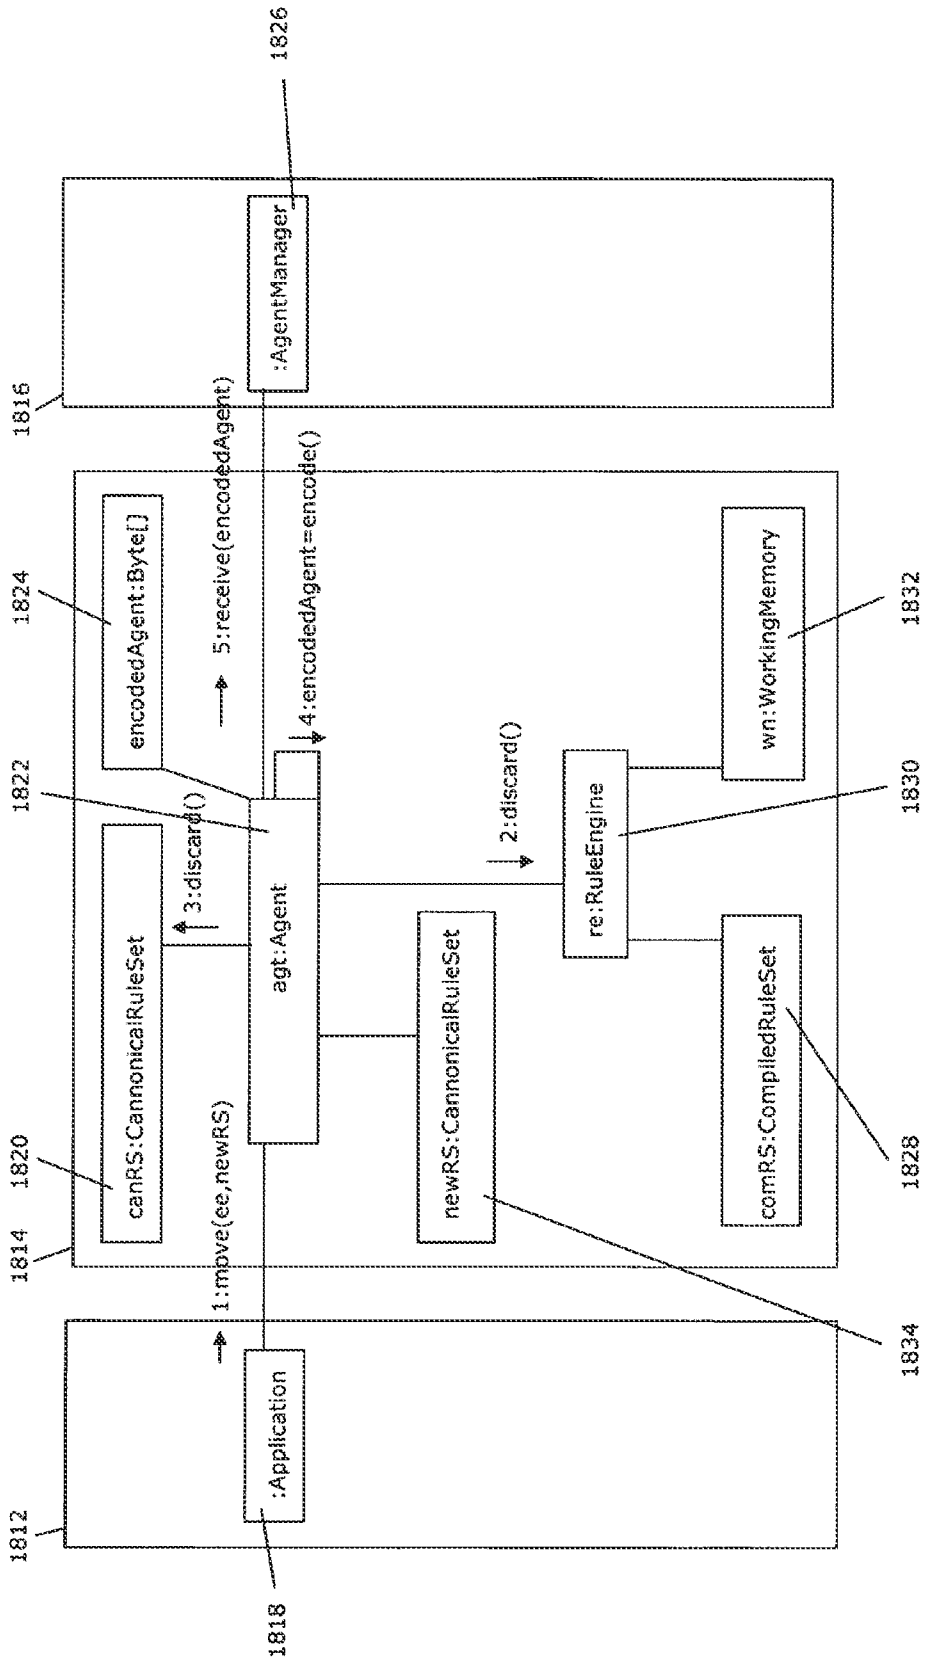 1812
1814
1820
1822
1824
1816
canRS:CannonicalRuleSet
encodedAgent:Byte[]
3:discard()
1:move(ee,newRS)
5:receive(encodedAgent)
:Application
agt:Agent
:AgentManager
1818
1826
4:encodedAgent=encode()
newRS:CannonicalRuleSet
2:discard()
re:RuleEngine
comRS:CompiledRuleSet
wn:WorkingMemory
1834
1828
1830
1832